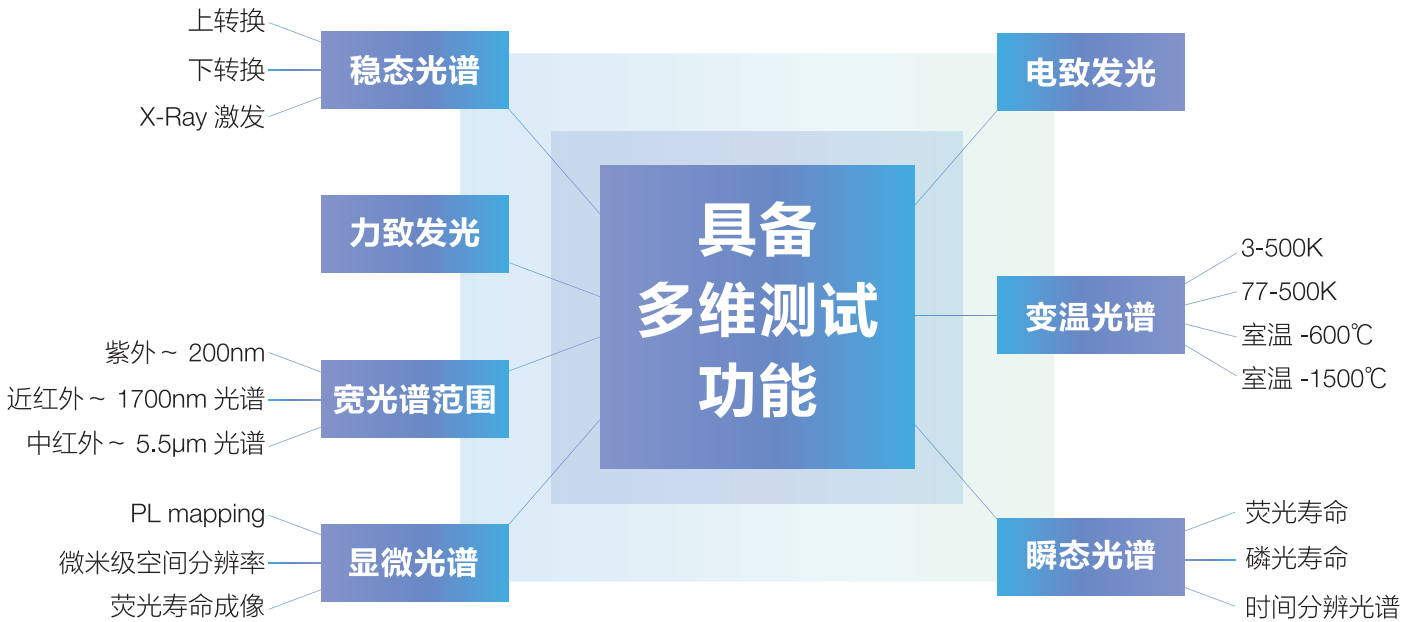 上转换
下转换
X-Ray 激发
稳态光谱
力致发光
紫外～ 200nm
近红外～ 1700nm 光谱
中红外～ 5.5μm 光谱
宽光谱范围
PL mapping
微米级空间分辨率
荧光寿命成像
显微光谱
具备
多维测试
功能
电致发光
变温光谱
3-500K
77-500K
室温 -600℃
室温 -1500℃
瞬态光谱
荧光寿命
磷光寿命
时间分辨光谱